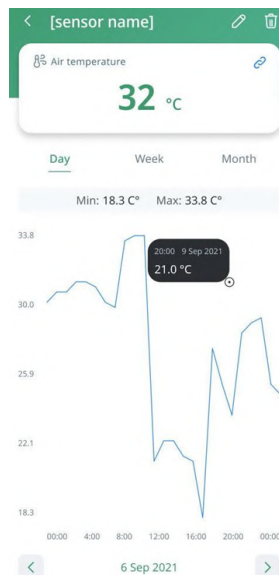 [sensor name]
Air temperature
32 °C
Day Week Month
Min: 18.3 C° Max: 33.8 C°
33.8
20:00 9 Sep 2021
21.0 °C
30.0
25.9
22.1
18.3
00:00 4:00 8:00 12:00 16:00 20:00 00:00
6 Sep 2021